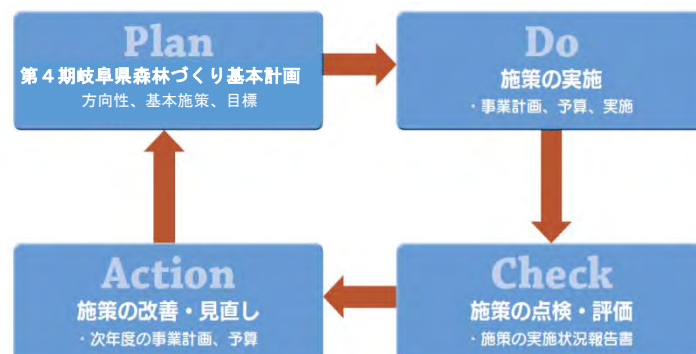 Plan
第4期岐阜県森林づくり基本計画
方向性、基本施策、目標
Do
施策の実施
・事業計画、予算、実施
Action
施策の改善・見直し
・次年度の事業計画、予算
Check
施策の点検・評価
・施策の実施状況報告書